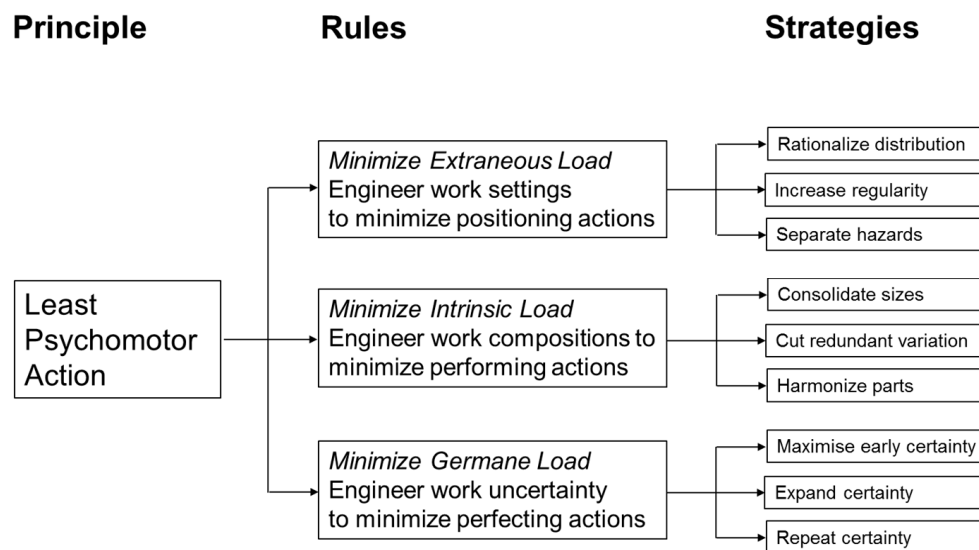 Principle
Rules
Strategies
Least
Psychomotor
Action
Minimize Extraneous Load
Engineer work settings
to minimize positioning actions
Rationalize distribution
Increase regularity
Separate hazards
Minimize Intrinsic Load
Engineer work compositions to
minimize performing actions
Consolidate sizes
Cut redundant variation
Harmonize parts
Minimize Germane Load
Engineer work uncertainty
to minimize perfecting actions
Maximise early certainty
Expand certainty
Repeat certainty